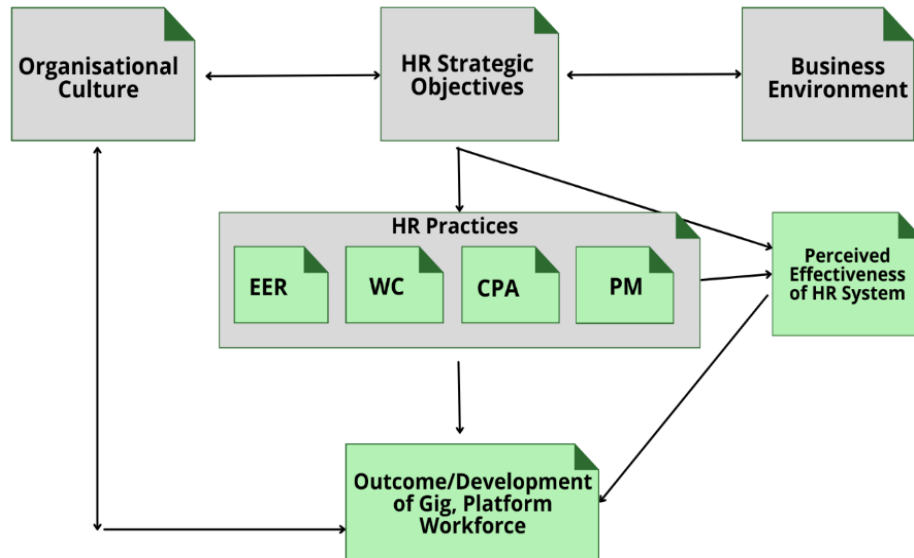 Organisational
Culture
HR Strategic
Objectives
Business
Environment
HR Practices
EER
WC
CPA
PM
Perceived
Effectiveness
of HR System
Outcome/Development
of Gig, Platform
Workforce